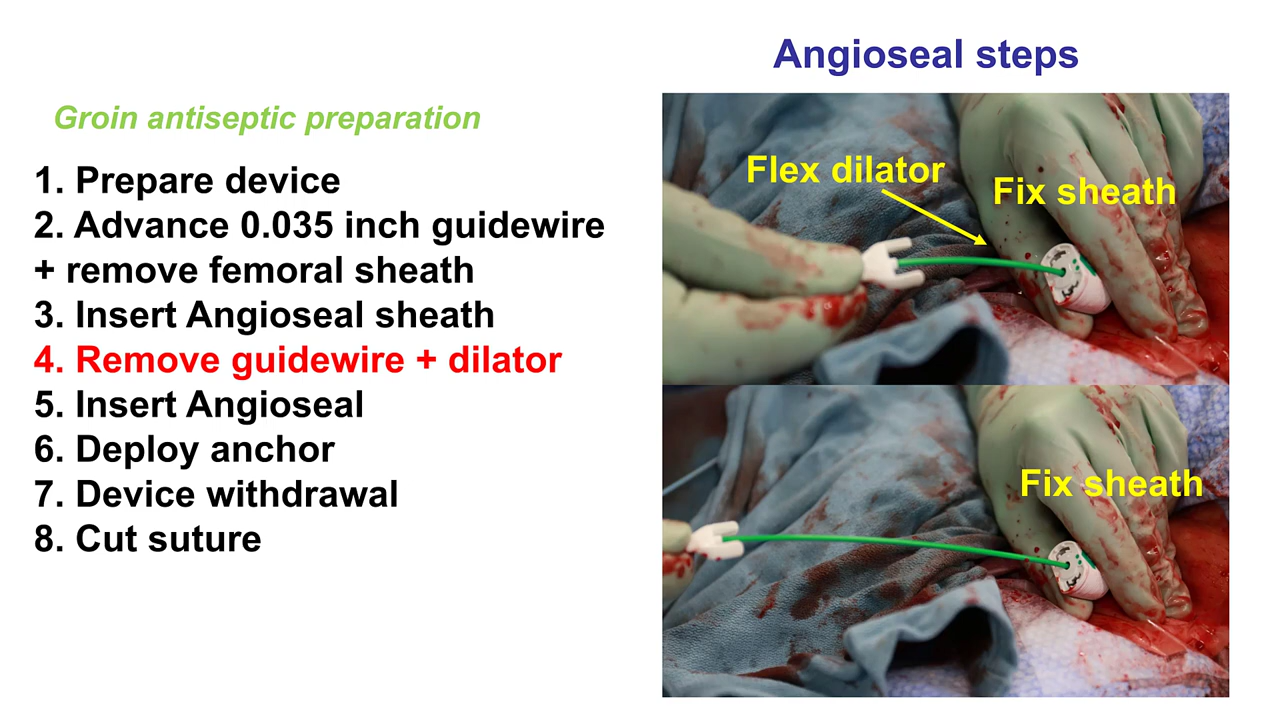 Angioseal steps
Groin antiseptic preparation
1. Prepare device
2. Advance 0.035 inch guidewire
+ remove femoral sheath
3. Insert Angioseal sheath
4. Remove guidewire + dilator
5. Insert Angioseal
6. Deploy anchor
7. Device withdrawal
8. Cut suture
Flex dilator
Fix sheath
Fix sheath